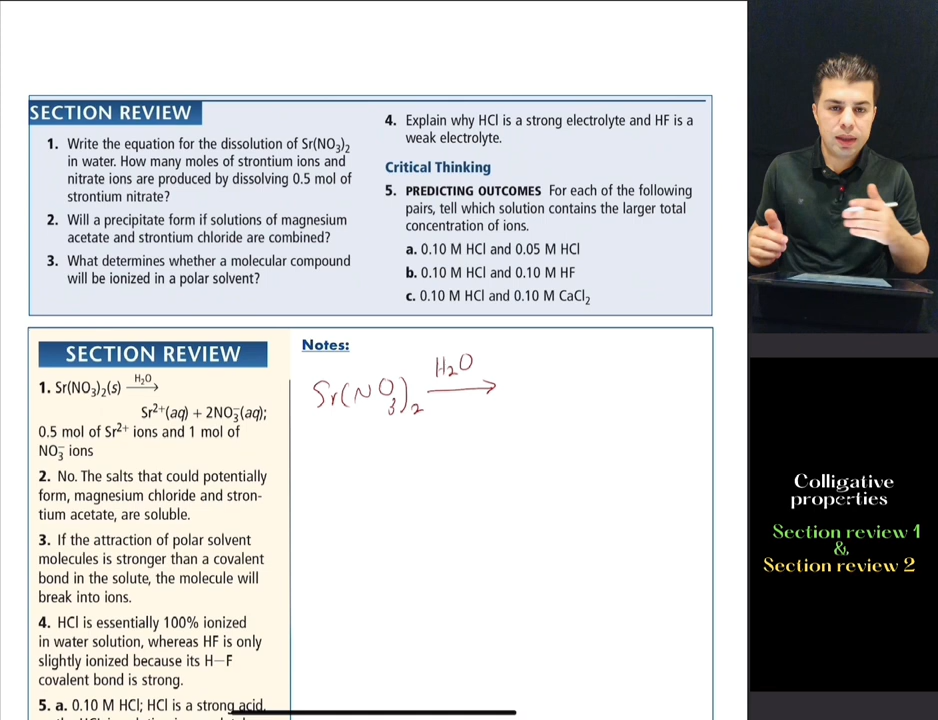 SECTION REVIEW
1. Write the equation for the dissolution of Sr(NO₃)₂
in water. How many moles of strontium ions and
nitrate ions are produced by dissolving 0.5 mol of
strontium nitrate?
2. Will a precipitate form if solutions of magnesium
acetate and strontium chloride are combined?
3. What determines whether a molecular compound
will be ionized in a polar solvent?
4. Explain why HCl is a strong electrolyte and HF is a
weak electrolyte.
Critical Thinking
5. PREDICTING OUTCOMES For each of the following
pairs, tell which solution contains the larger total
concentration of ions.
a. 0.10 M HCl and 0.05 M HCl
b. 0.10 M HCl and 0.10 M HF
c. 0.10 M HCl and 0.10 M CaCl₂
SECTION REVIEW
1. Sr(NO₃)₂(s) H₂O →
Sr²⁺(aq) + 2NO₃⁻(aq);
0.5 mol of Sr²⁺ ions and 1 mol of
NO₃⁻ ions
2. No. The salts that could potentially
form, magnesium chloride and stron-
tium acetate, are soluble.
3. If the attraction of polar solvent
molecules is stronger than a covalent
bond in the solute, the molecule will
break into ions.
4. HCl is essentially 100% ionized
in water solution, whereas HF is only
slightly ionized because its H—F
covalent bond is strong.
5. a. 0.10 M HCl; HCl is a strong acid,
Notes:
H₂O
Sr(NO₃)₂ →
Colligative
properties
Section review 1
&,
Section review 2